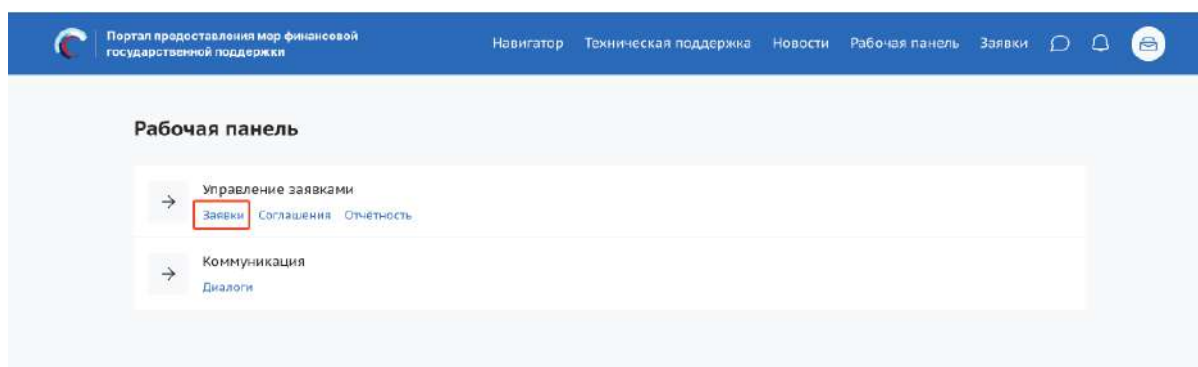 Портал предоставления мер финансовой
государственной поддержки
Навигатор Техническая поддержка Новости Рабочая панель Заявки
Рабочая панель
Управление заявками
Заявки Соглашения Отчётность
Коммуникация
Диалоги